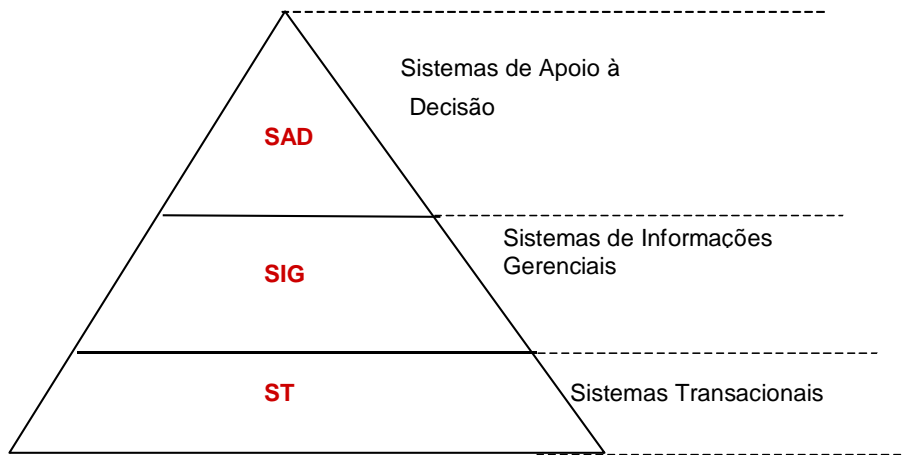 Sistemas de Apoio à
Decisão
SAD
Sistemas de Informações
Gerenciais
SIG
ST
Sistemas Transacionais